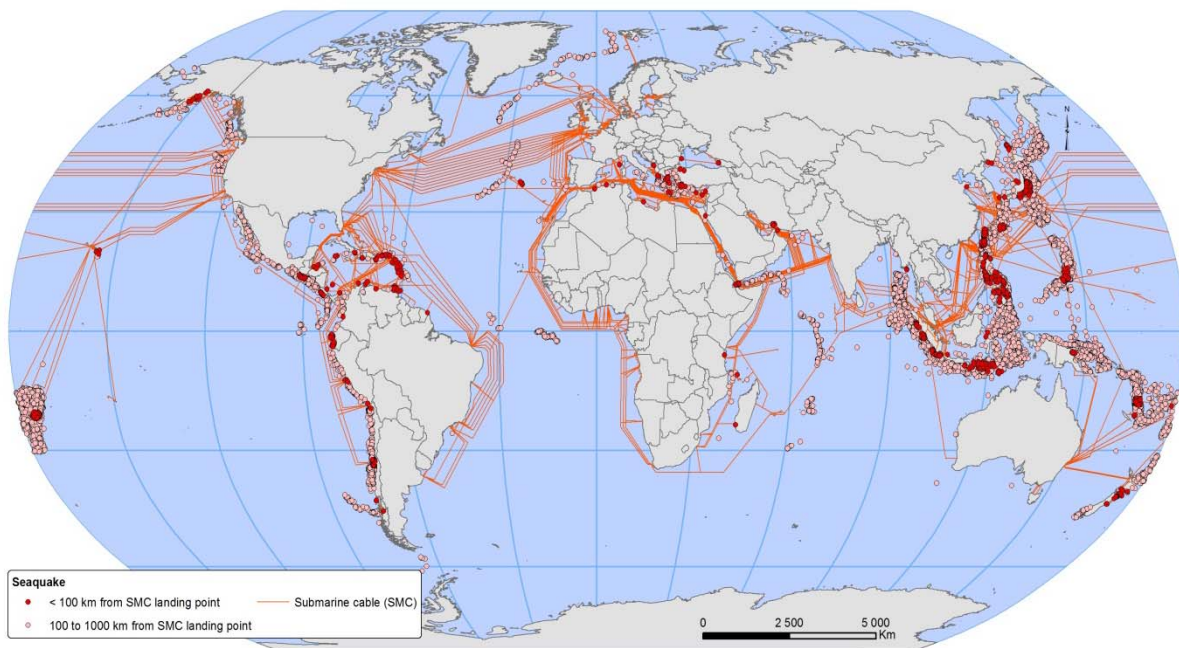 N
Seaquake
< 100 km from SMC landing point
Submarine cable (SMC)
100 to 1000 km from SMC landing point
0 2 500 5 000
Km